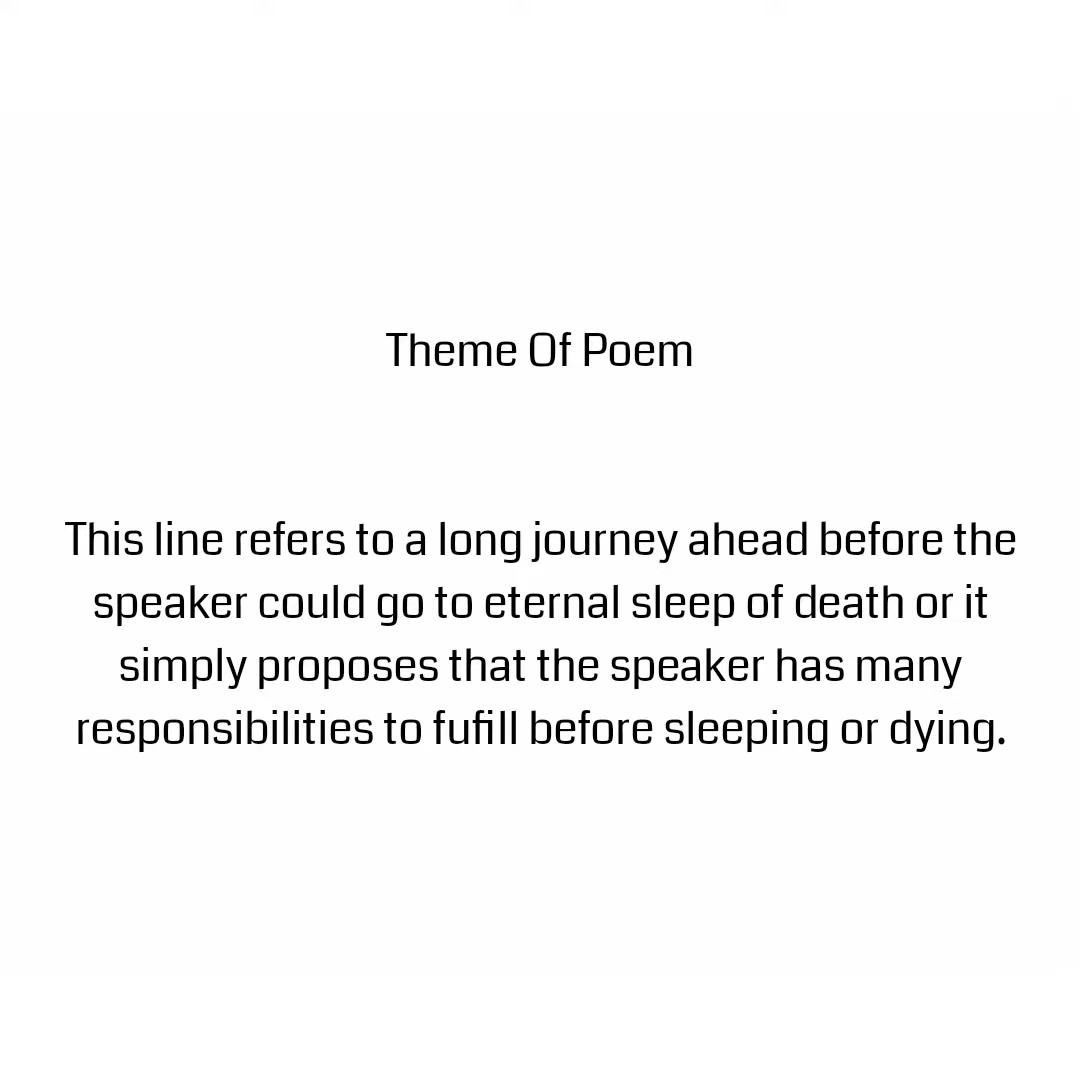 Theme Of Poem
This line refers to a long journey ahead before the
speaker could go to eternal sleep of death or it
simply proposes that the speaker has many
responsibilities to fufill before sleeping or dying.